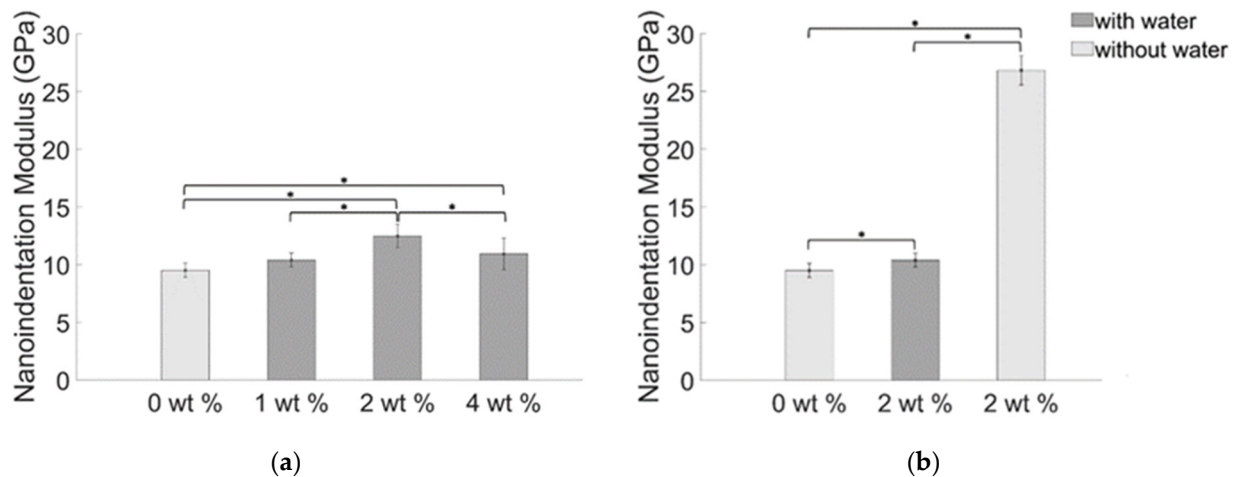 Nanoindentation Modulus (GPa)
30
25
20
15
10
5
0
*
*
*
*
0 wt %
1 wt %
2 wt %
4 wt %
(a)
Nanoindentation Modulus (GPa)
30
25
20
15
10
5
0
*
*
*
0 wt %
2 wt %
2 wt %
with water
without water
(b)